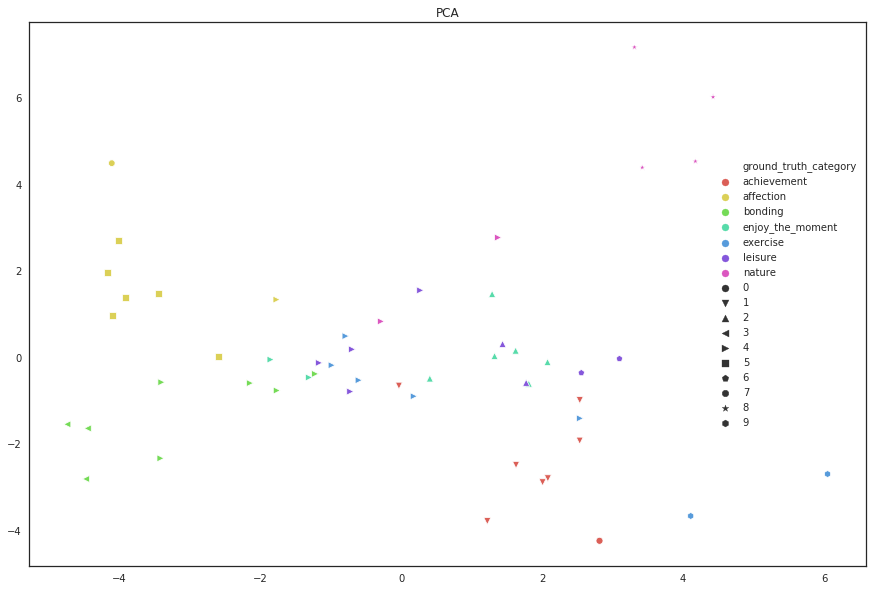 PCA
6
4
2
0
−2
−4
−4
−2
0
2
4
6
ground_truth_category
achievement
affection
bonding
enjoy_the_moment
exercise
leisure
nature
0
1
2
3
4
5
6
7
8
9